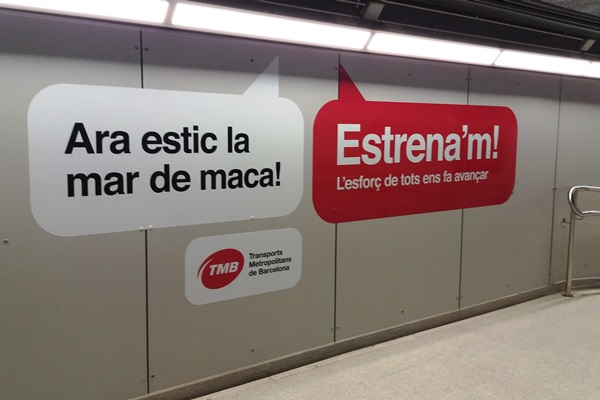 Ara estic la
mar de maca!
Estrena'm!
L'esforç de tots ens fa avançar
TMB
Transports
Metropolitans
de Barcelona